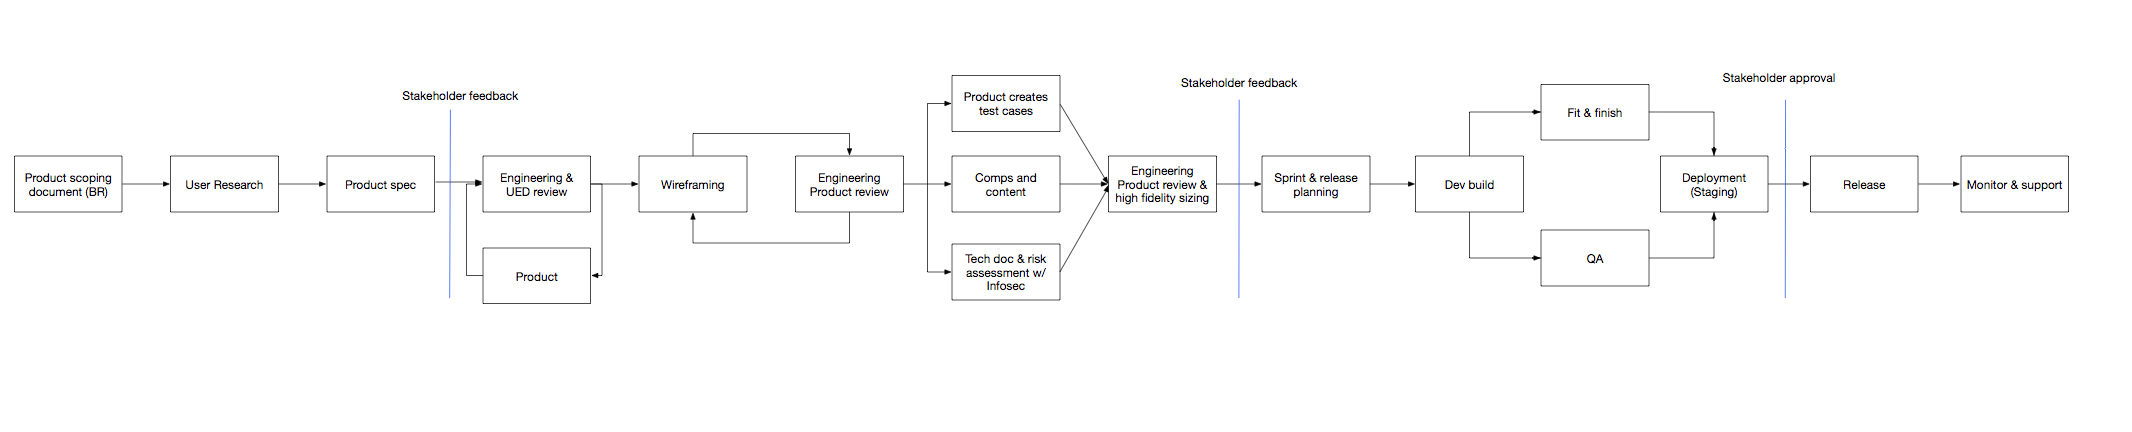 Product scoping
document (BR)
User Research
Product spec
Stakeholder feedback
Engineering &
UED review
Product
Wireframing
Engineering
Product review
Product creates
test cases
Comps and
content
Tech doc & risk
assessment w/
Infosec
Engineering
Product review &
high fidelity sizing
Stakeholder feedback
Sprint & release
planning
Dev build
Fit & finish
QA
Deployment
(Staging)
Stakeholder approval
Release
Monitor & support